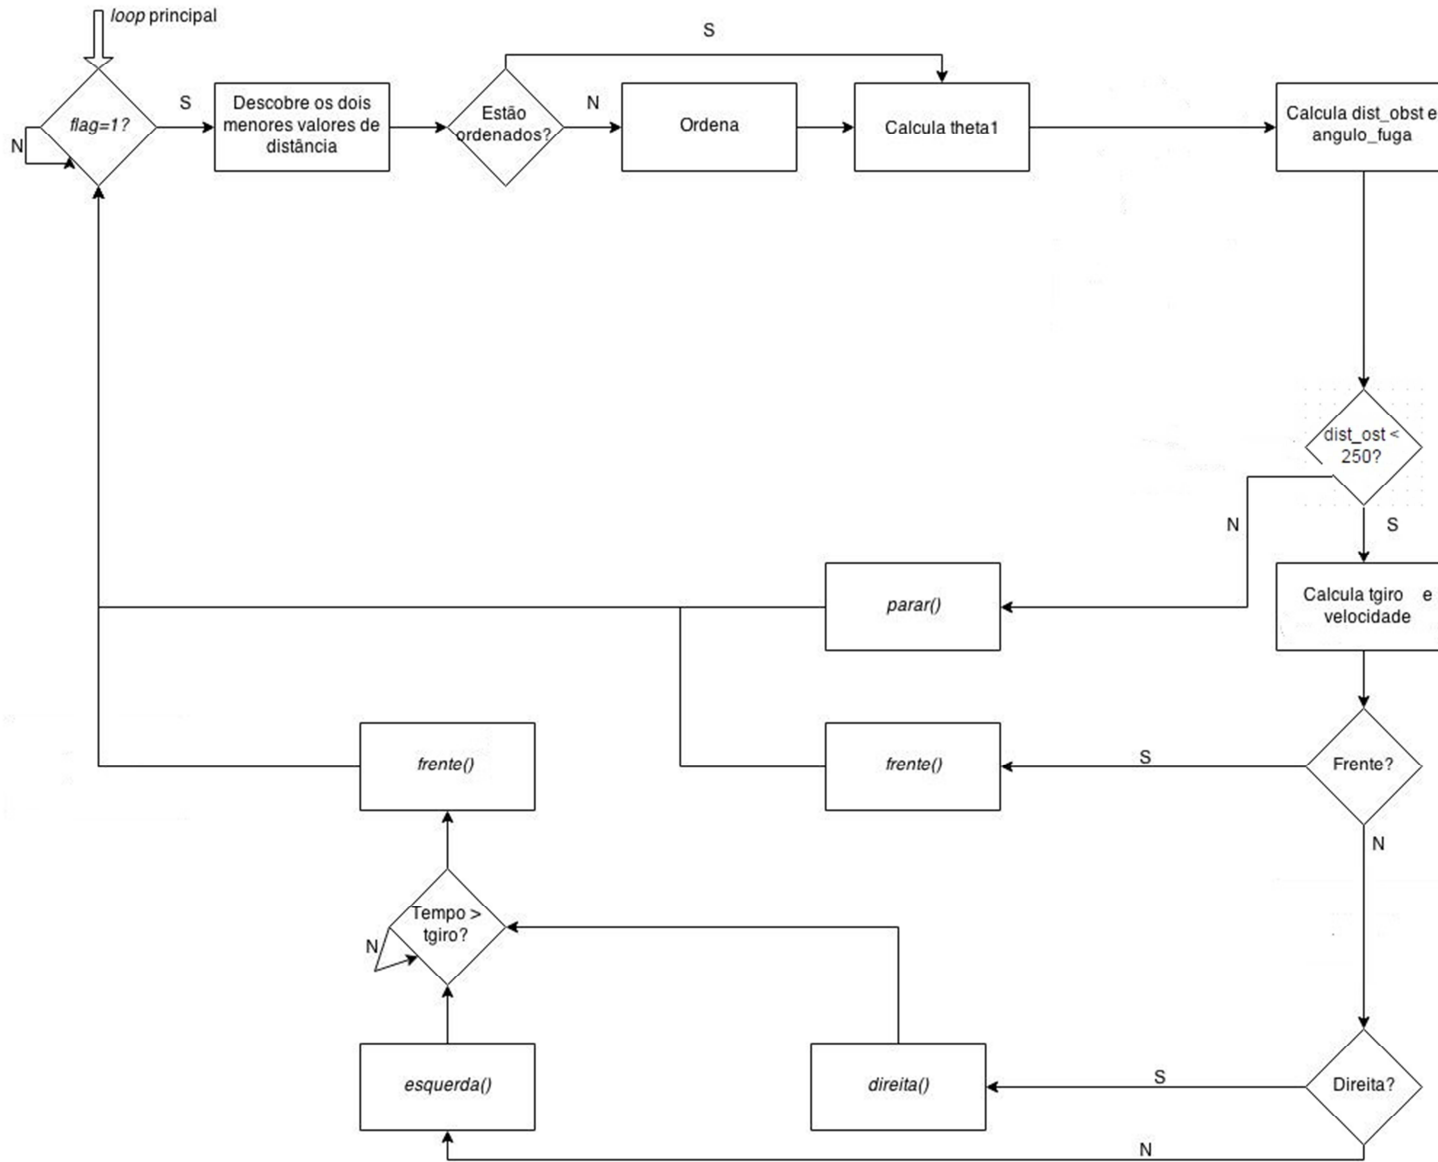 loop principal
S
flag=1?
N
S
Descobre os dois
menores valores de
distância
Estão
ordenados?
N
Ordena
Calcula theta1
Calcula dist_obst e
angulo_fuga
dist_ost <
250?
N
S
parar()
Calcula tgiro e
velocidade
frente()
frente()
S
Frente?
N
Tempo >
tgiro?
N
esquerda()
direita()
S
Direita?
N